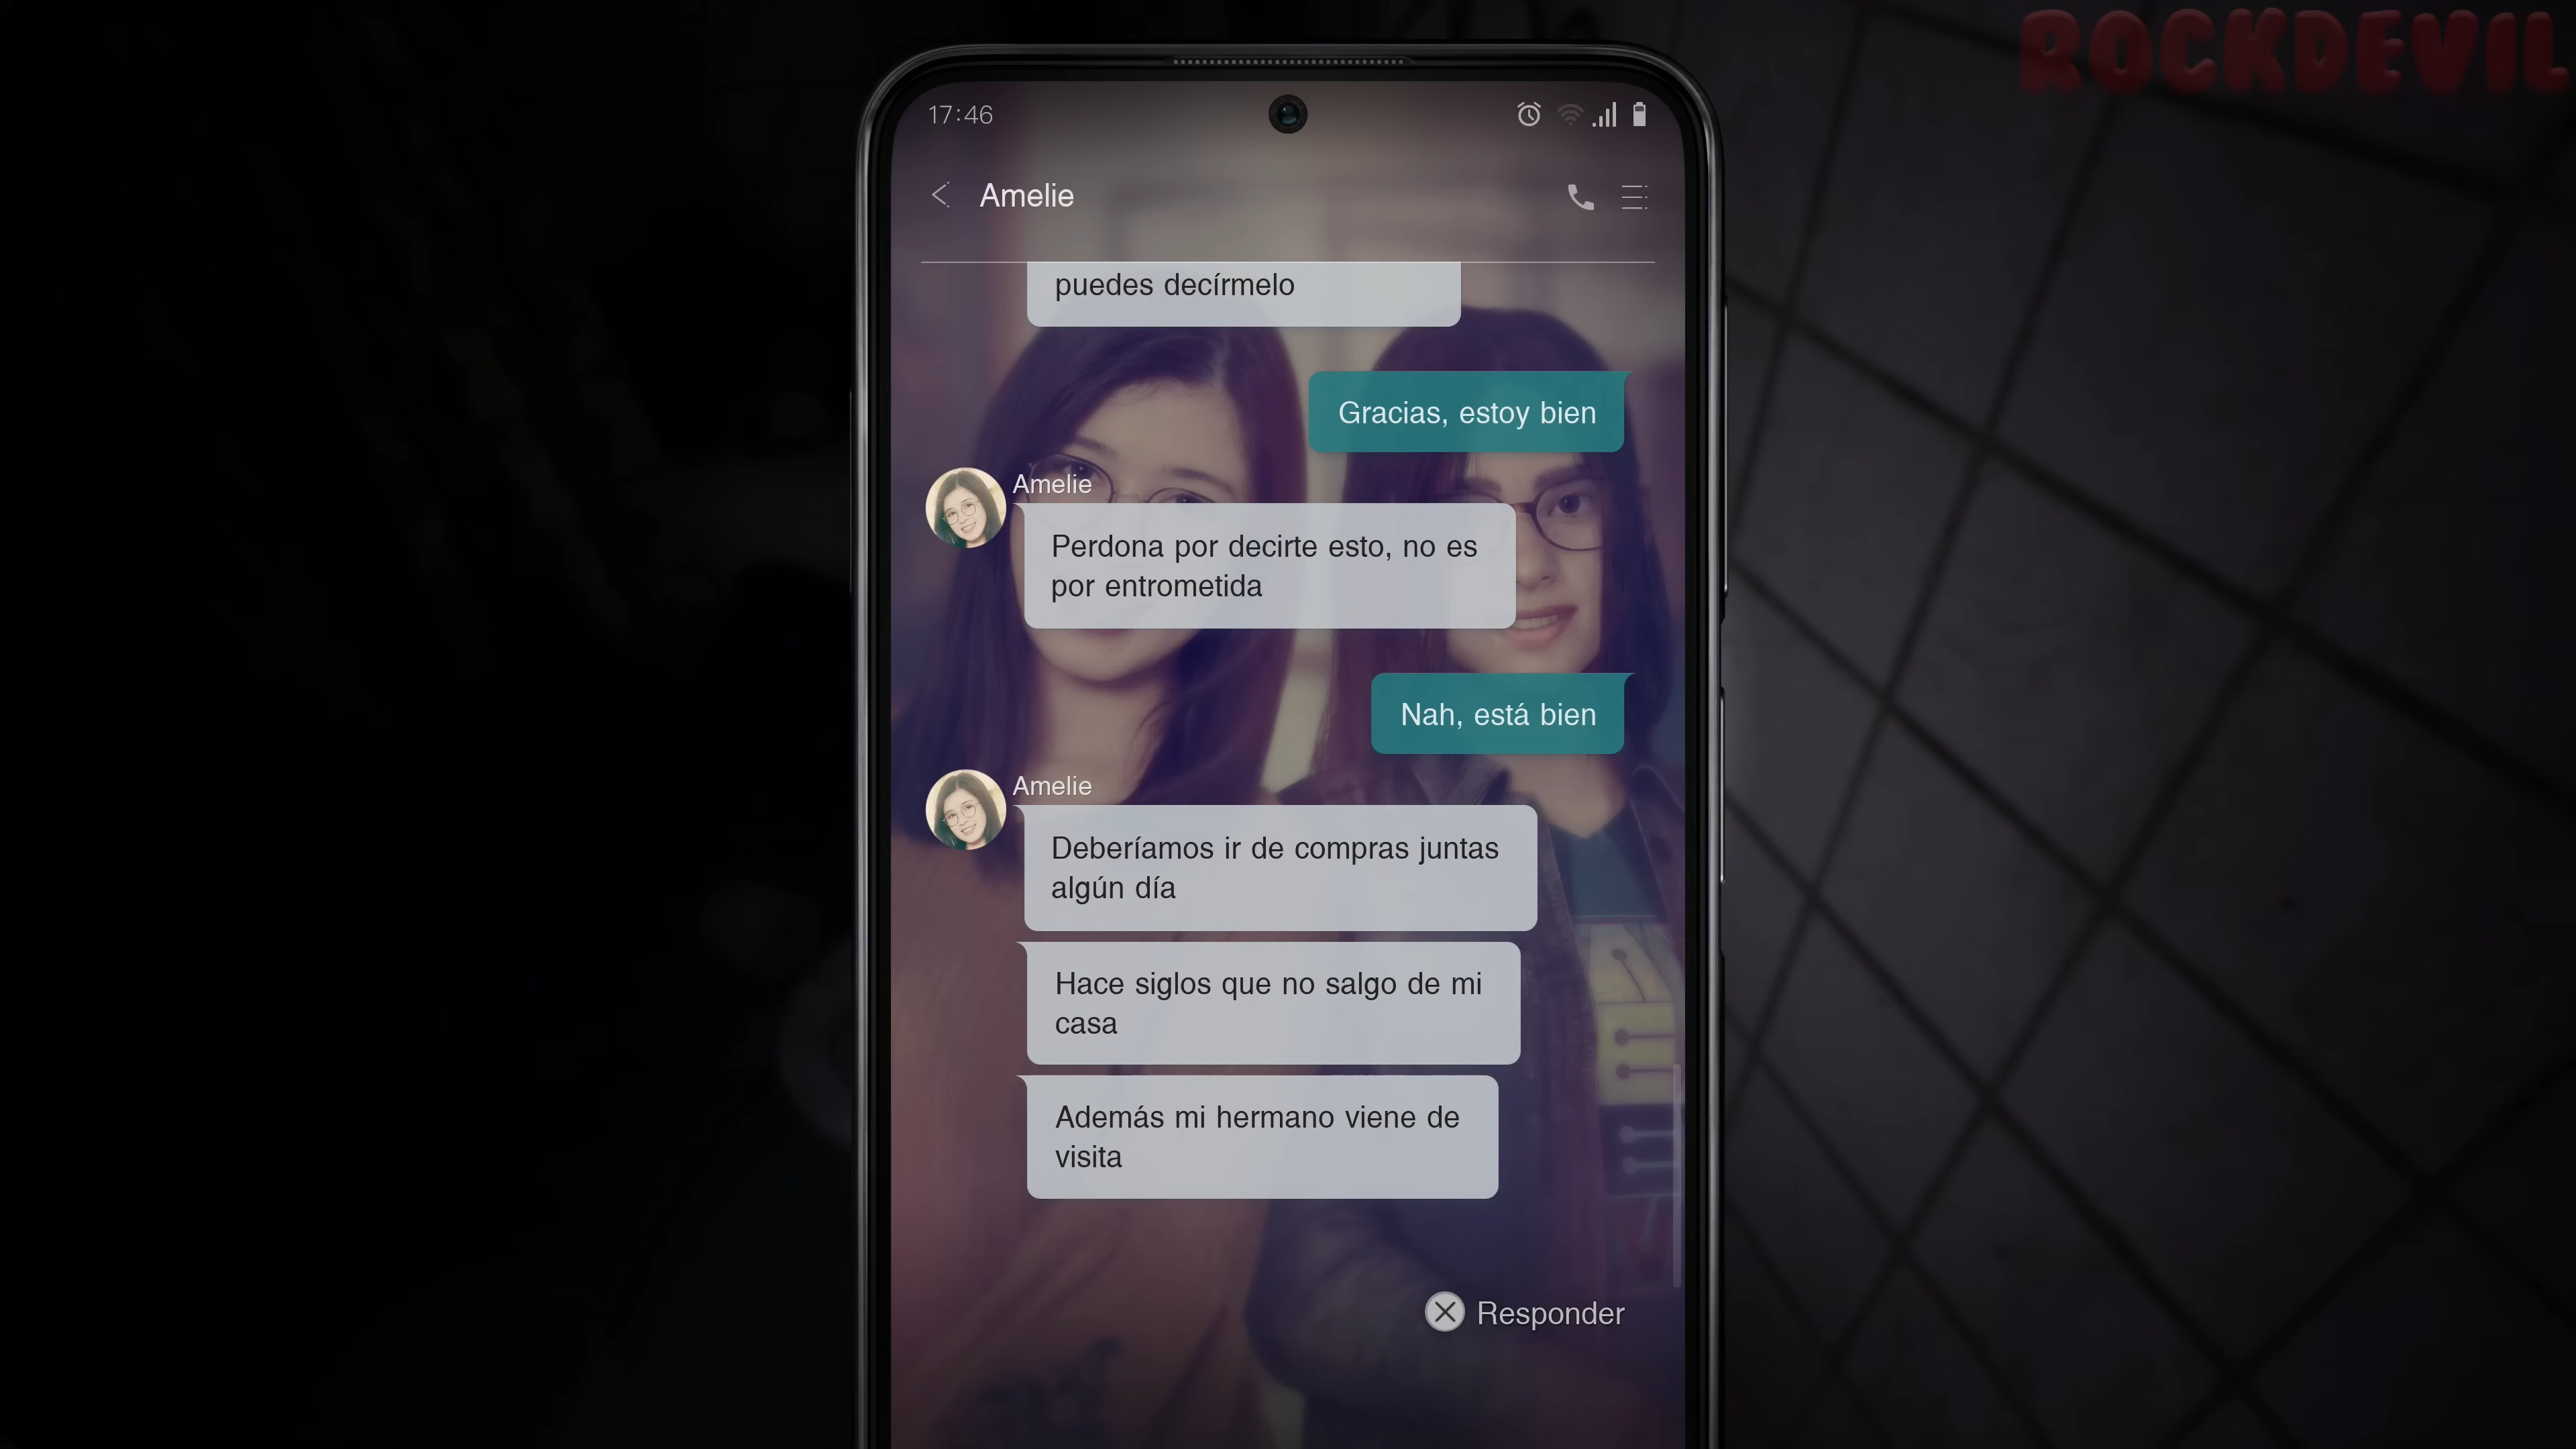 ROCKDEVIL
17:46
Amelie
puedes decírmelo
Gracias, estoy bien
Amelie
Perdona por decirte esto, no es
por entrometida
Nah, está bien
Amelie
Deberíamos ir de compras juntas
algún día
Hace siglos que no salgo de mi
casa
Además mi hermano viene de
visita
Responder